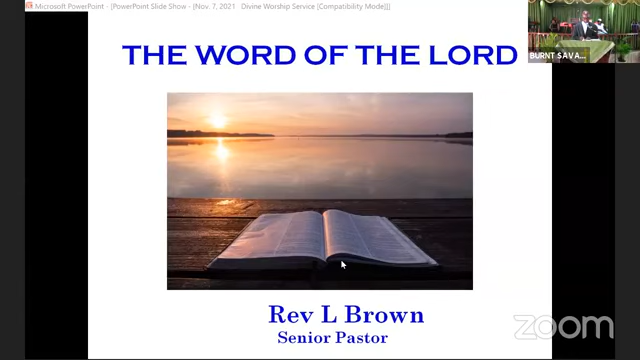 Microsoft PowerPoint - [PowerPoint Slide Show - [Nov. 7, 2021 Divine Worship Service [Compatibility Mode]]]
THE WORD OF THE LORD
BURNT SAVA...
Rev L Brown
Senior Pastor
zoom